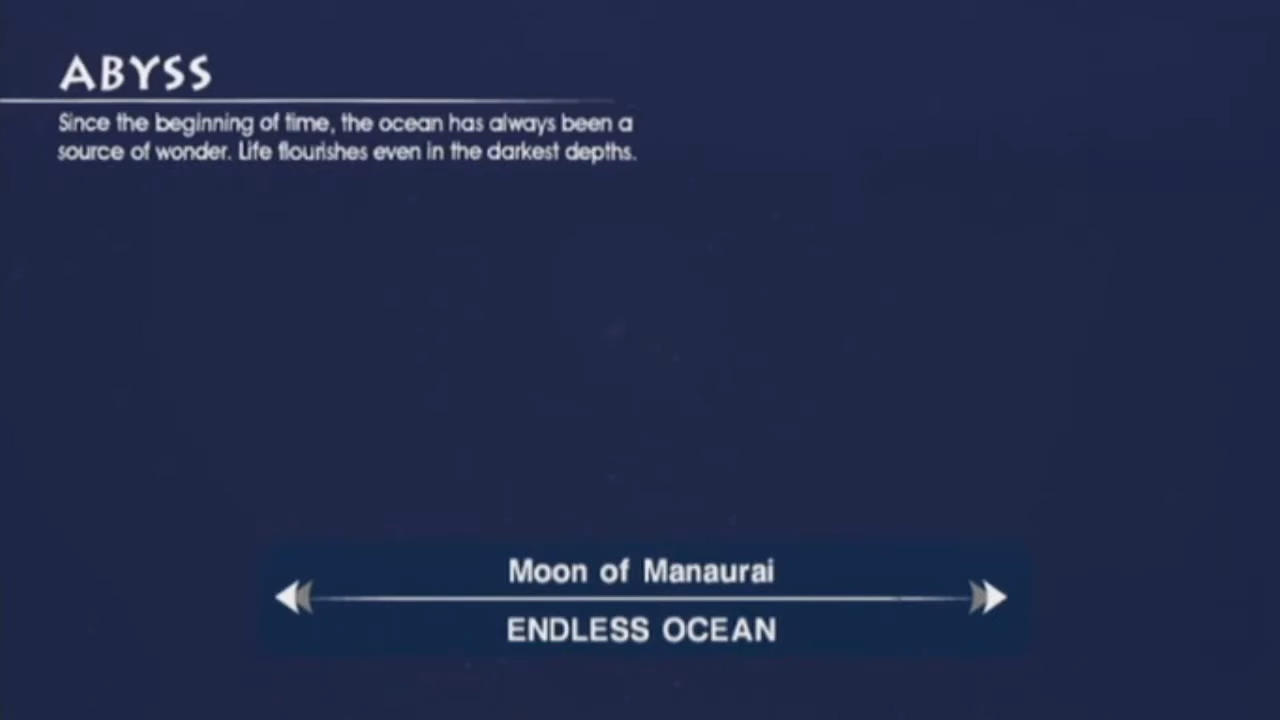 ABYSS
Since the beginning of time, the ocean has always been a
source of wonder. Life flourishes even in the darkest depths.
Moon of Manaurai
ENDLESS OCEAN